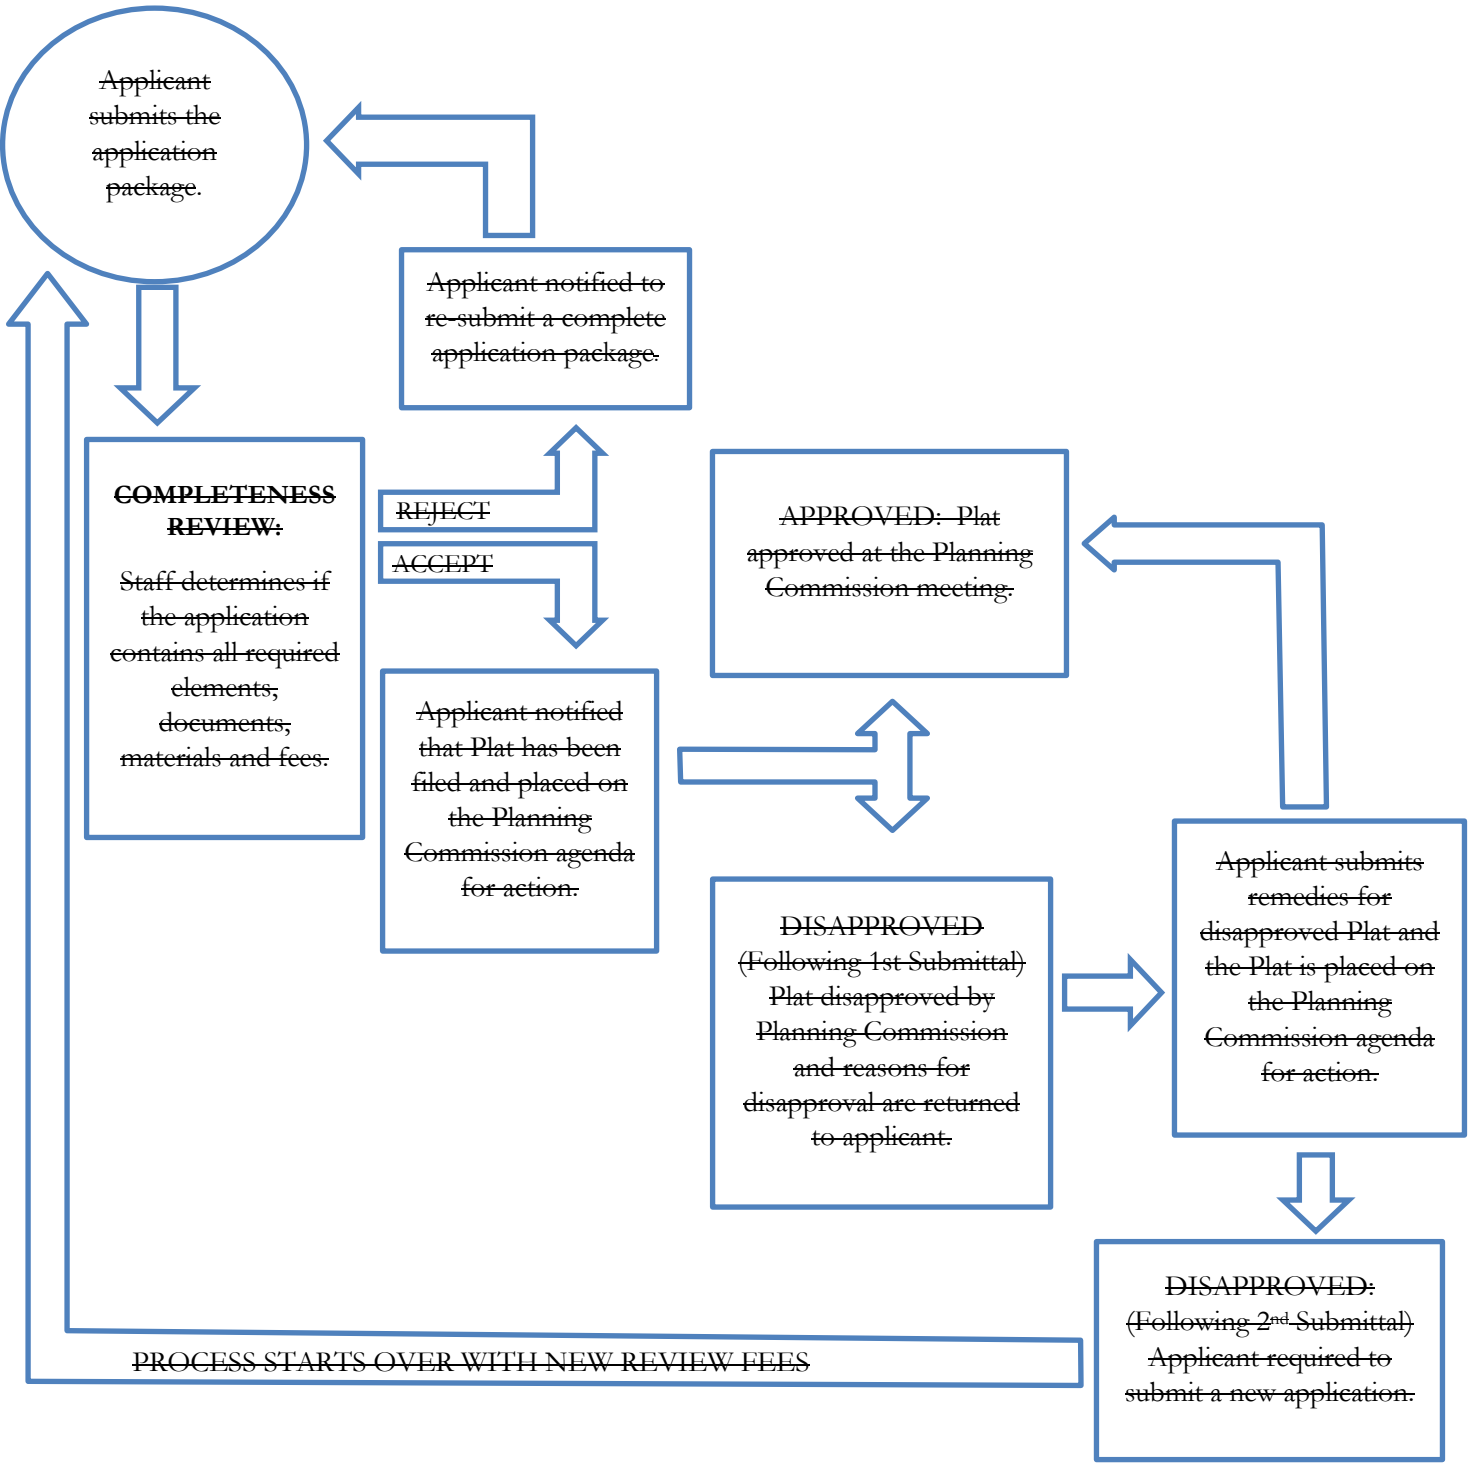 Applicant
submits the
application
package.
Applicant notified to
re-submit a complete
application package.
COMPLETENESS
REVIEW:
Staff determines if
the application
contains all required
elements,
documents,
materials and fees.
REJECT
ACCEPT
Applicant notified
that Plat has been
filed and placed on
the Planning
Commission agenda
for action.
APPROVED: Plat
approved at the Planning
Commission meeting.
DISAPPROVED
(Following 1st Submittal)
Plat disapproved by
Planning Commission
and reasons for
disapproval are returned
to applicant.
Applicant submits
remedies for
disapproved Plat and
the Plat is placed on
the Planning
Commission agenda
for action.
DISAPPROVED:
(Following 2nd Submittal)
Applicant required to
submit a new application.
PROCESS STARTS OVER WITH NEW REVIEW FEES